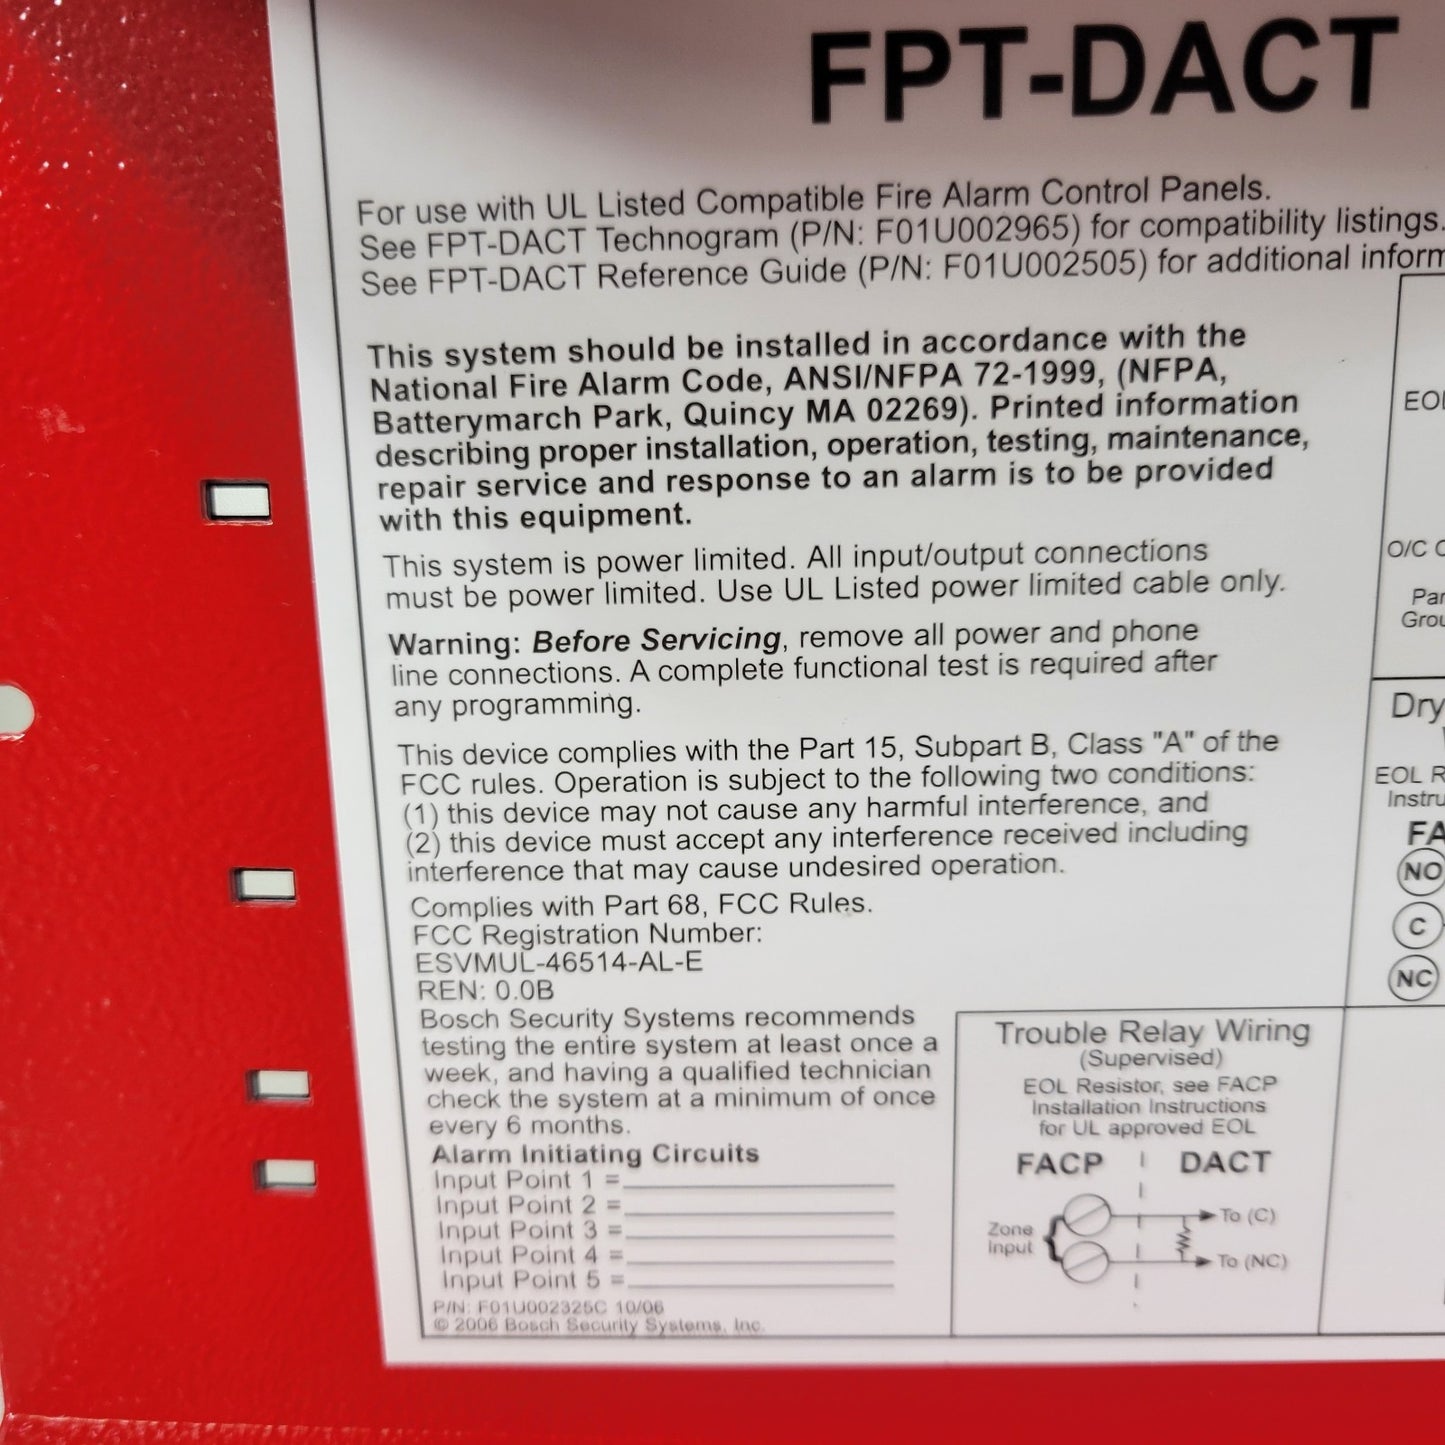 FPT-DACT
For use with UL Listed Compatible Fire Alarm Control Panels.
See FPT-DACT Technogram (P/N: F01U002965) for compatibility listings.
See FPT-DACT Reference Guide (P/N: F01U002505) for additional
This system should be installed in accordance with the
National Fire Alarm Code, ANSI/NFPA 72-1999, (NFPA,
Batterymarch Park, Quincy MA 02269). Printed information
describing proper installation, operation, testing, maintenance,
repair service and response to an alarm is to be provided
with this equipment.
This system is power limited. All input/output connections
must be power limited. Use UL Listed power limited cable only.
Warning: Before Servicing, remove all power and phone
line connections. A complete functional test is required after
any programming.
This device complies with the Part 15, Subpart B, Class "A" of the
FCC rules. Operation is subject to the following two conditions:
(1) this device may not cause any harmful interference, and
(2) this device must accept any interference received including
interference that may cause undesired operation.
Complies with Part 68, FCC Rules.
FCC Registration Number:
ESVMUL-46514-AL-E
REN: 0.0B
Bosch Security Systems recommends
testing the entire system at least once a
week, and having a qualified technician
check the system at a minimum of once
every 6 months.
Alarm Initiating Circuits
Input Point 1 =
Input Point 2 =
Input Point 3 =
Input Point 4 =
Input Point 5 =
P/N: F01U002325C 10/06
© 2006 Bosch Security Systems, Inc.
Trouble Relay Wiring
(Supervised)
EOL Resistor, see FACP
Installation Instructions
for UL approved EOL
FACP DACT
Zone
Input
To (C)
To (NC)
EOL
O/C
Dry
EOL
NO
C
NC